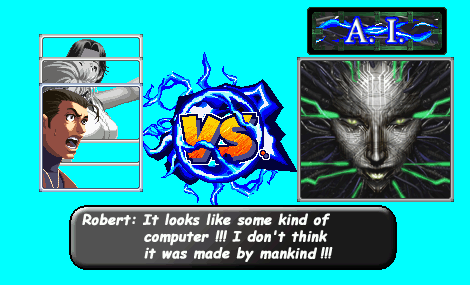 A. I.
VS.
Robert: It looks like some kind of
computer !!! I don't think
it was made by mankind !!!